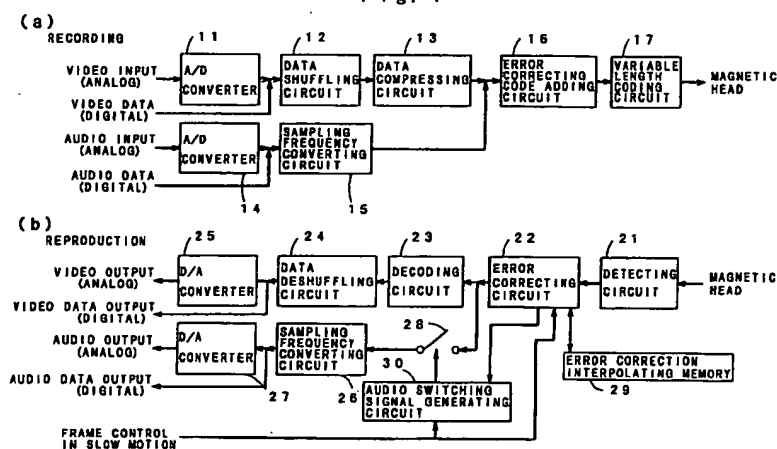 (a)
RECORDING
11
12
13
16
17
VIDEO INPUT
(ANALOG)
A/D
CONVERTER
DATA
SHUFFLING
CIRCUIT
DATA
COMPRESSING
CIRCUIT
ERROR
CORRECTING
CODE ADDING
CIRCUIT
VARIABLE
LENGTH
CODING
CIRCUIT
MAGNETIC
HEAD
VIDEO DATA
(DIGITAL)
AUDIO INPUT
(ANALOG)
A/D
CONVERTER
SAMPLING
FREQUENCY
CONVERTING
CIRCUIT
AUDIO DATA
(DIGITAL)
14
15
(b)
REPRODUCTION
25
24
23
22
21
VIDEO OUTPUT
(ANALOG)
D/A
CONVERTER
DATA
DESHUFFLING
CIRCUIT
DECODING
CIRCUIT
ERROR
CORRECTING
CIRCUIT
DETECTING
CIRCUIT
MAGNETIC
HEAD
VIDEO DATA OUTPUT
(DIGITAL)
28
AUDIO OUTPUT
(ANALOG)
D/A
CONVERTER
SAMPLING
FREQUENCY
CONVERTING
CIRCUIT
30
ERROR CORRECTION
INTERPOLATING MEMORY
29
AUDIO DATA OUTPUT
(DIGITAL)
27
26
AUDIO SWITCHING
SIGNAL GENERATING
CIRCUIT
FRAME CONTROL
IN SLOW MOTION